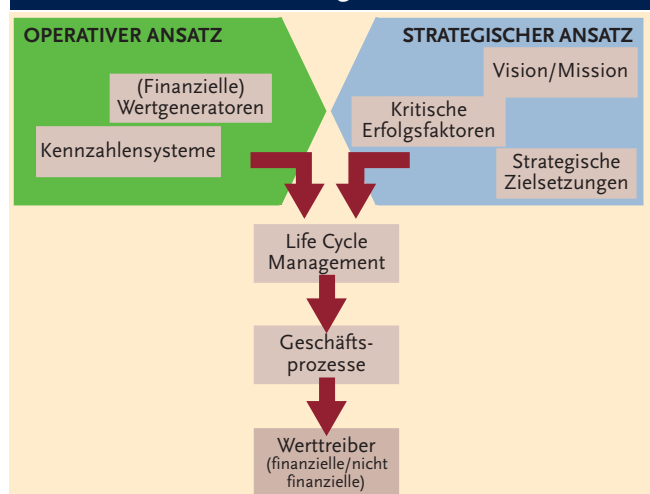 OPERATIVER ANSATZ
STRATEGISCHER ANSATZ
Vision/Mission
(Finanzielle)
Wertgeneratoren
Kritische
Erfolgsfaktoren
Kennzahlensysteme
Strategische
Zielsetzungen
Life Cycle
Management
Geschäfts-
prozesse
Werttreiber
(finanzielle/nicht
finanzielle)